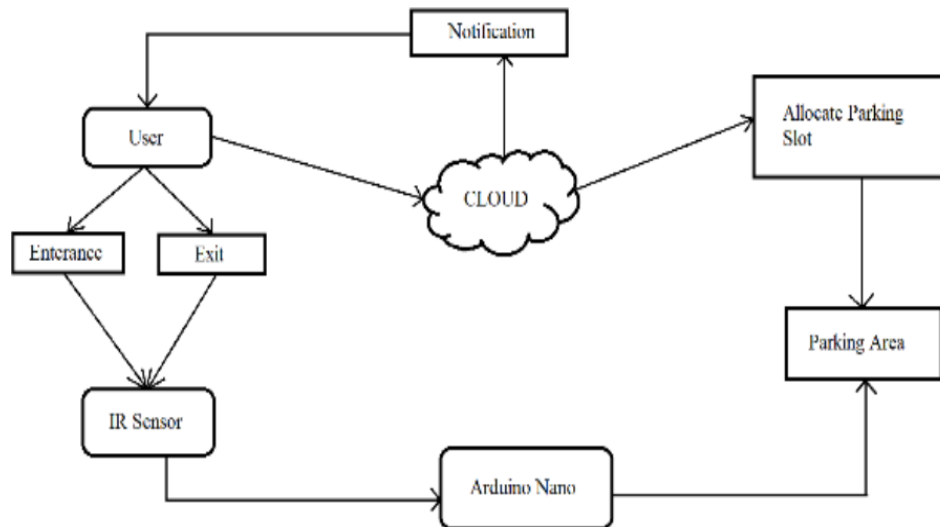 Notification
Allocate Parking
Slot
User
CLOUD
Enterance
Exit
Parking Area
IR Sensor
Arduino Nano